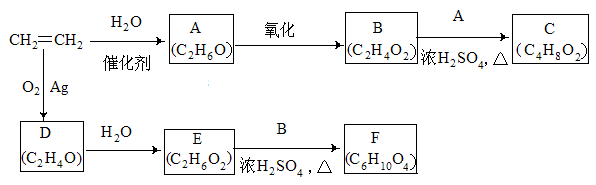 CH₂=CH₂ H₂O 催化剂 A (C₂H₆O) 氧化 B (C₂H₄O₂) A 浓H₂SO₄,△ C (C₄H₈O₂)
O₂ Ag
D (C₂H₄O) H₂O E (C₂H₆O₂) B 浓H₂SO₄,△ F (C₆H₁₀O₄)